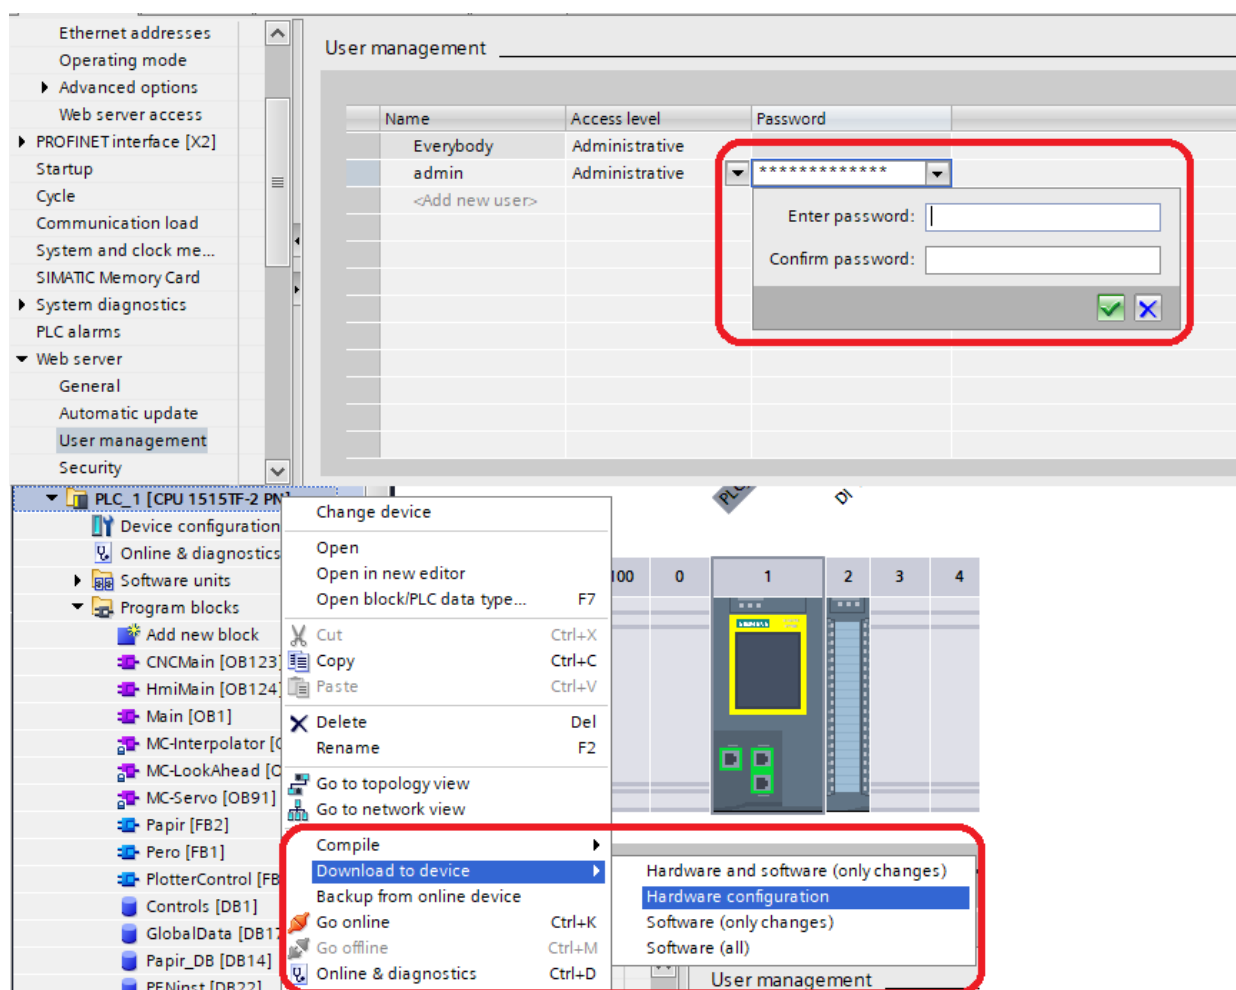 Ethernet addresses
Operating mode
Advanced options
Web server access
PROFINET interface [X2]
Startup
Cycle
Communication load
System and clock me...
SIMATIC Memory Card
System diagnostics
PLC alarms
Web server
General
Automatic update
User management
Security
User management
Name Access level Password
Everybody Administrative
admin Administrative *************
<Add new user>
Enter password:
Confirm password:
PLC_1 [CPU 1515TF-2 PN]
Device configuration
Online & diagnostics
Software units
Program blocks
Add new block
CNCMain [OB123]
HmiMain [OB124]
Main [OB1]
MC-Interpolator [O
MC-LookAhead [O
MC-Servo [OB91]
Papir [FB2]
Pero [FB1]
PlotterControl [FB
Controls [DB1]
GlobalData [DB17
Papir_DB [DB14]
PENinst [DB22]
Change device
Open
Open in new editor
Open block/PLC data type... F7
Cut Ctrl+X
Copy Ctrl+C
Paste Ctrl+V
Delete Del
Rename F2
Go to topology view
Go to network view
Compile
Download to device
Backup from online device
Go online Ctrl+K
Go offline Ctrl+M
Online & diagnostics Ctrl+D
Hardware and software (only changes)
Hardware configuration
Software (only changes)
Software (all)
PLC
DI
100 0 1 2 3 4
SIEMENS
User management